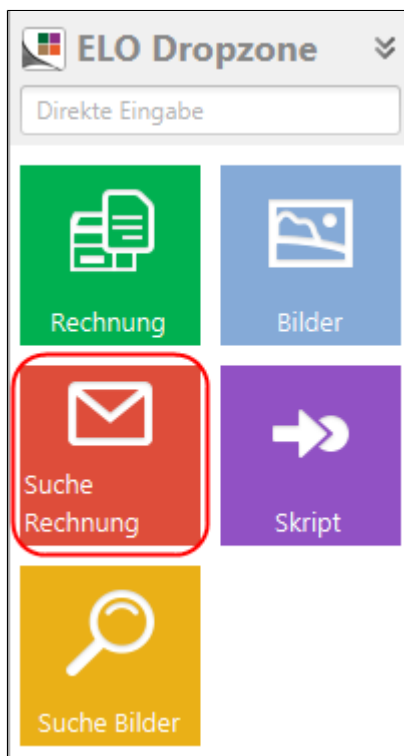 ELO Dropzone
Direkte Eingabe
Rechnung
Bilder
Suche
Rechnung
Skript
Suche Bilder